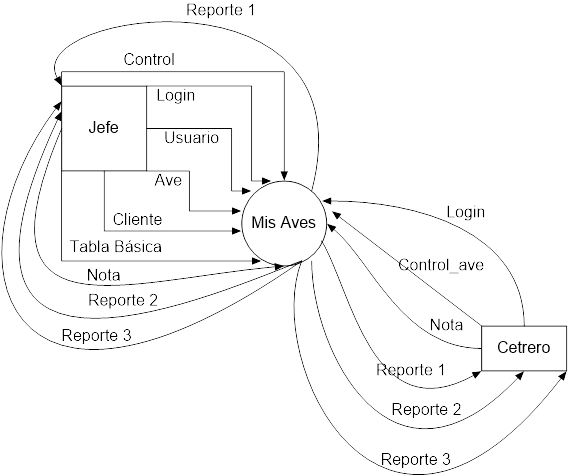 Reporte 1
Control
Login
Jefe
Usuario
Ave
Cliente
Mis Aves
Tabla Básica
Nota
Reporte 2
Reporte 3
Login
Control_ave
Nota
Cetrero
Reporte 1
Reporte 2
Reporte 3